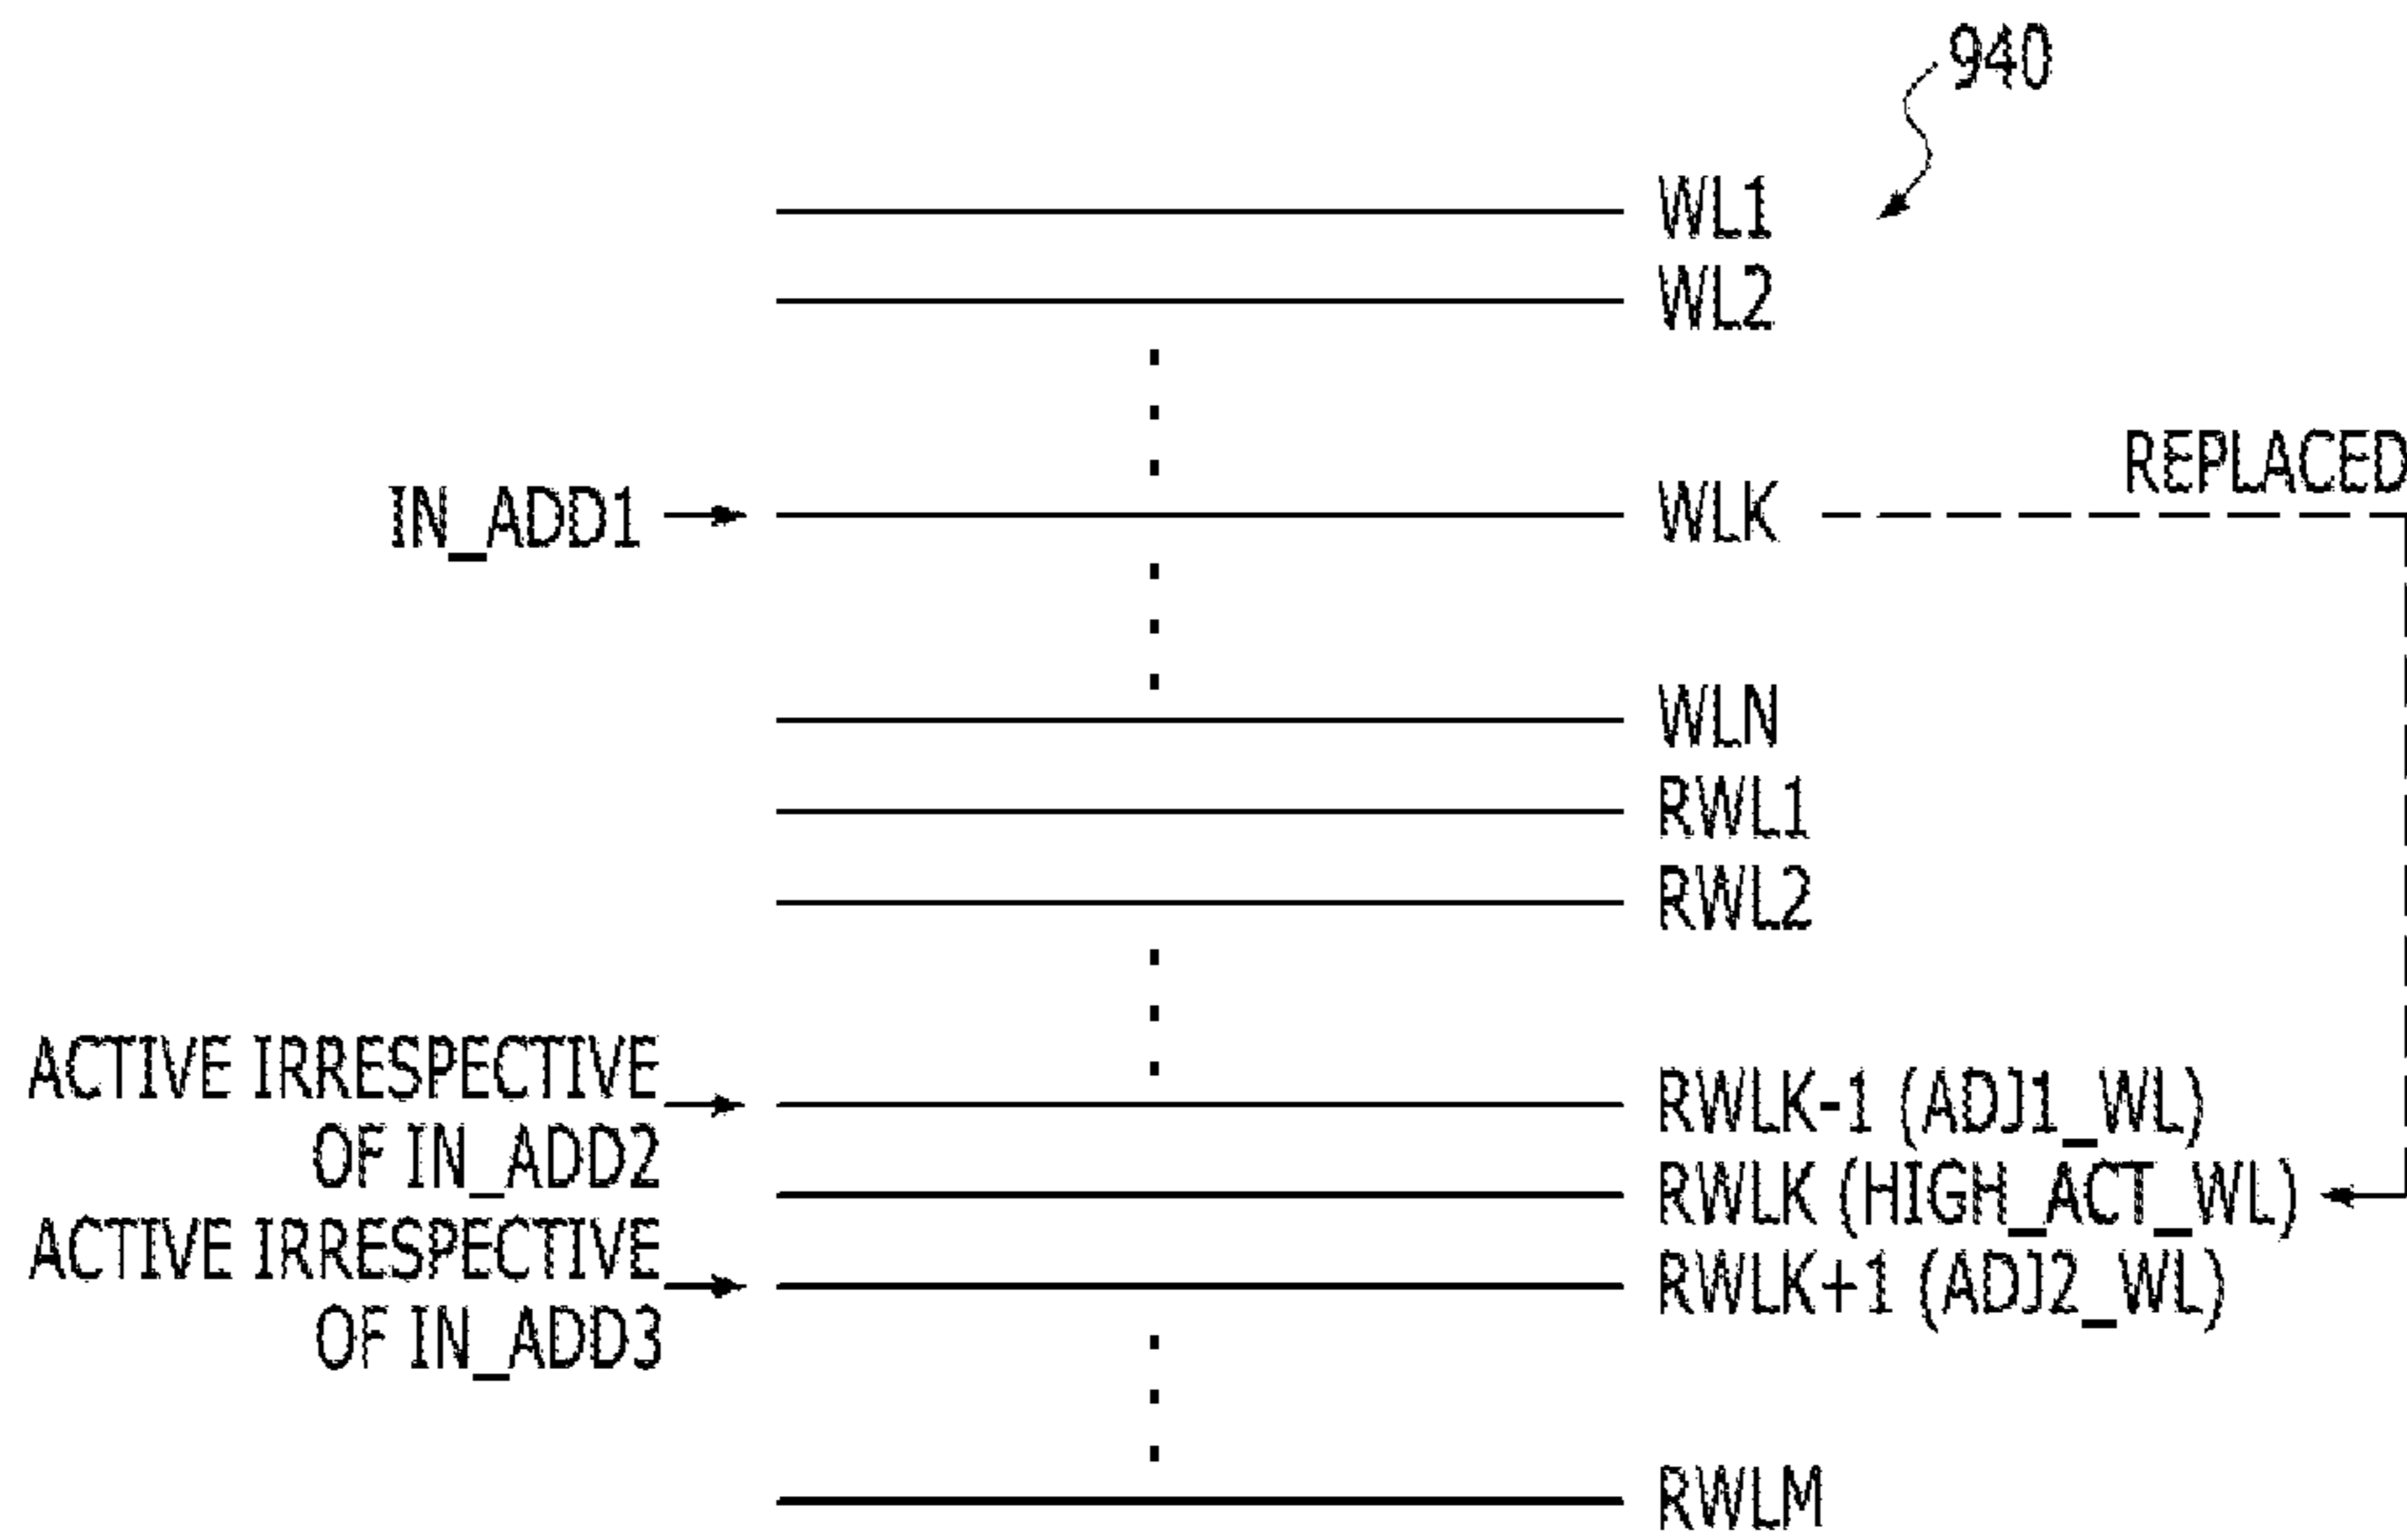 940
WL1
WL2
REPLACED
IN_ADD1
WLK
WLN
RWL1
RWL2
ACTIVE IRRESPECTIVE
OF IN_ADD2
RWLK-1 (ADJ1_WL)
RWLK (HIGH_ACT_WL)
ACTIVE IRRESPECTIVE
OF IN_ADD3
RWLK+1 (ADJ2_WL)
RWLM